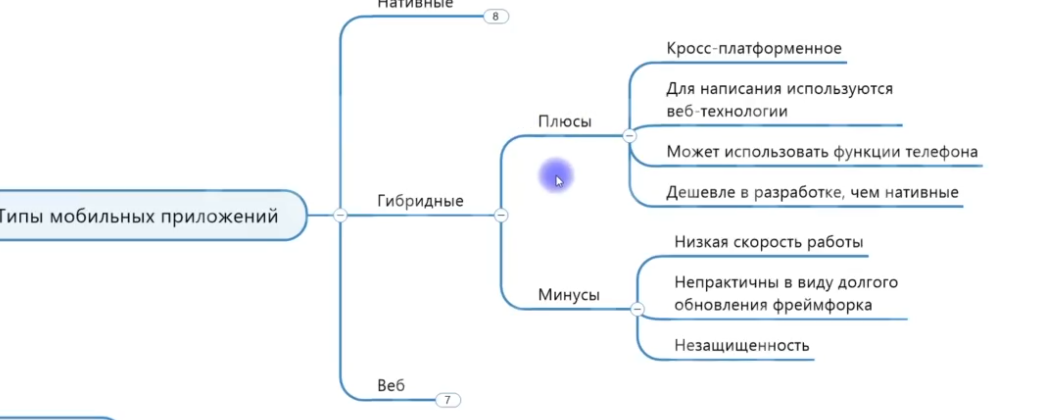 Нативные
8
Кросс-платформенное
Для написания используются
веб-технологии
Плюсы
Может использовать функции телефона
Дешевле в разработке, чем нативные
Гибридные
Типы мобильных приложений
Низкая скорость работы
Непрактичны в виду долгого
обновления фреймфорка
Минусы
Незащищенность
Веб
7